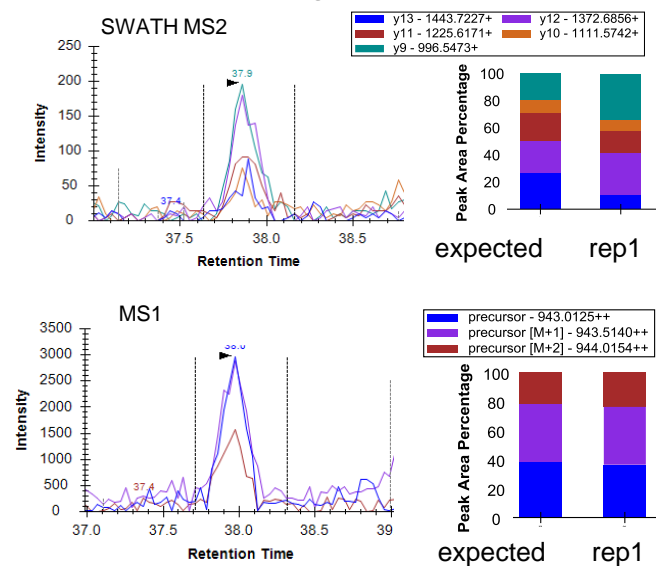 SWATH MS2
y13 - 1443.7227+ y12 - 1372.6856+
y11 - 1225.6171+ y10 - 1111.5742+
y9 - 996.5473+
Intensity
250
200
150
100
50
0
37.9
37.4
37.5 38.0 38.5
Retention Time
Peak Area Percentage
100
80
60
40
20
0
expected rep1
MS1
precursor - 943.0125++
precursor [M+1] - 943.5140++
precursor [M+2] - 944.0154++
Intensity
3500
3000
2500
2000
1500
1000
500
0
38.0
37.4
37.0 37.5 38.0 38.5 39
Retention Time
Peak Area Percentage
100
80
60
40
20
0
expected rep1